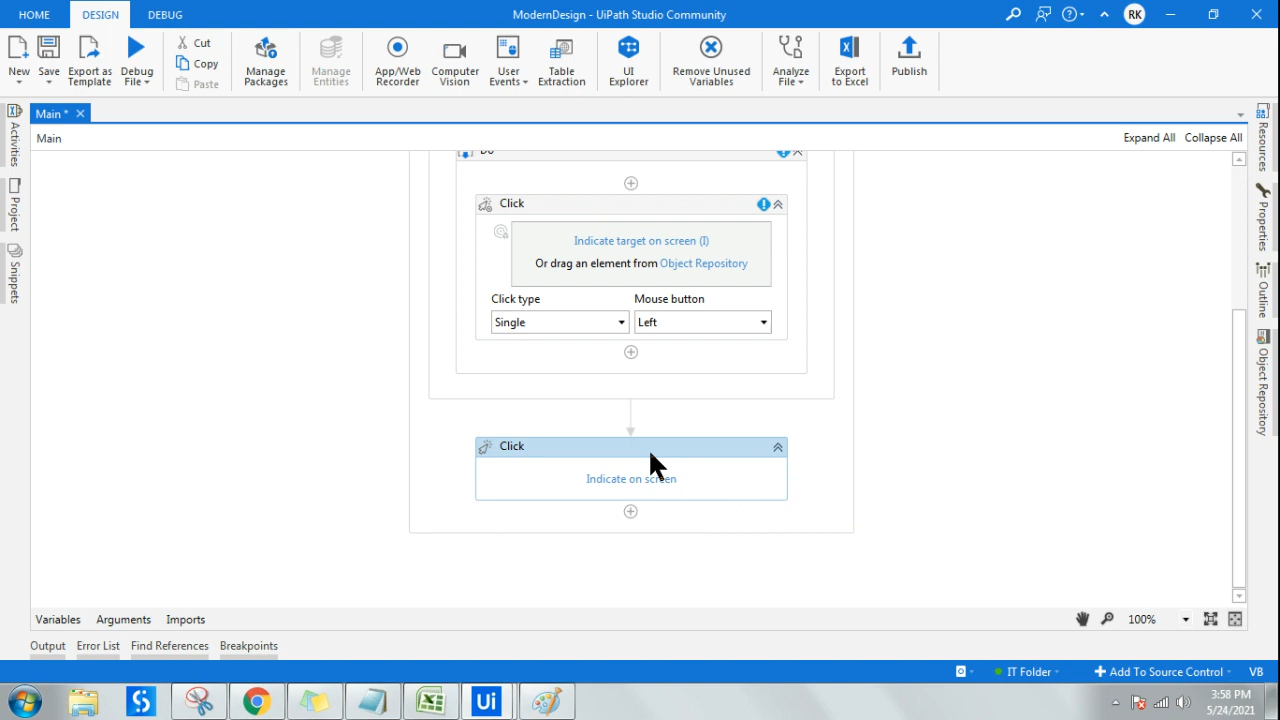 HOME DESIGN DEBUG ModernDesign - UiPath Studio Community RK
New Save Export as Template Debug File Cut Copy Paste Manage Packages Manage Entities App/Web Recorder Computer Vision User Events Table Extraction UI Explorer Remove Unused Variables Analyze File Export to Excel Publish
Main *
Main Expand All Collapse All
Activities
Project
Snippets
Resources
Properties
Outline
Object Repository
Do
Click
Indicate target on screen (I)
Or drag an element from Object Repository
Click type Mouse button
Single Left
Click
Indicate on screen
Variables Arguments Imports 100%
Output Error List Find References Breakpoints
IT Folder Add To Source Control VB
S Ui
3:58 PM
5/24/2021